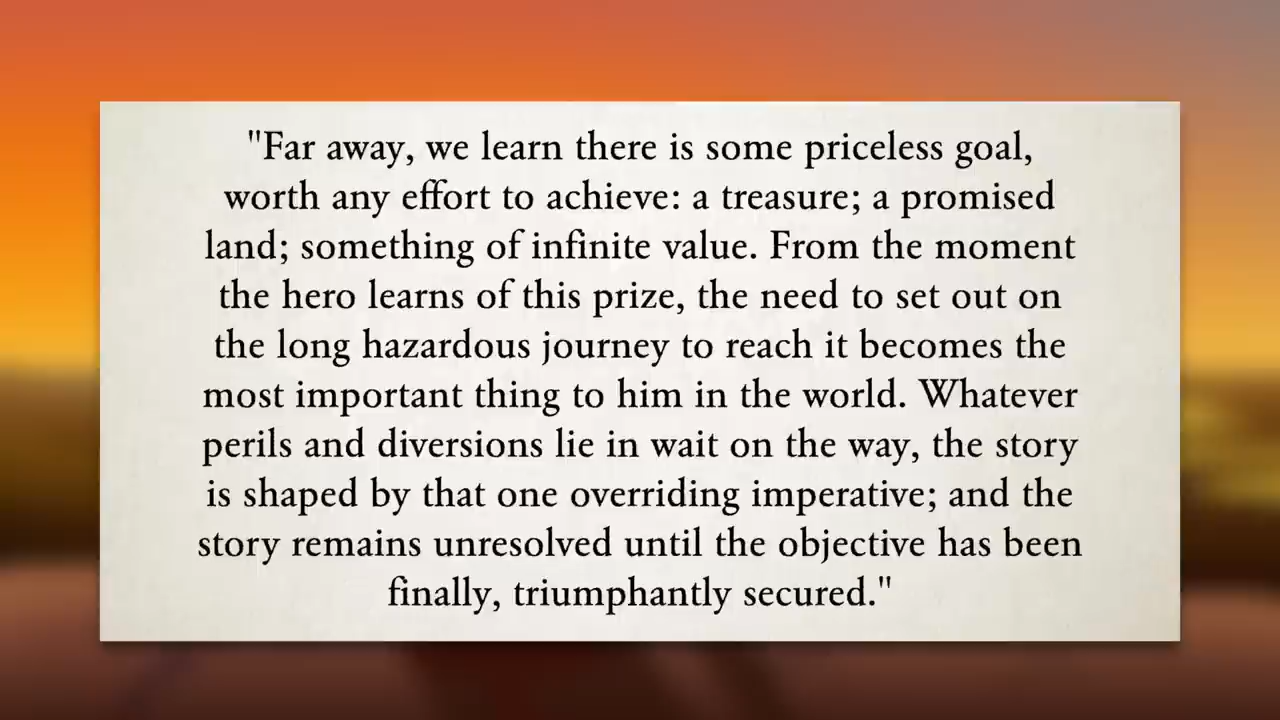 "Far away, we learn there is some priceless goal,
worth any effort to achieve: a treasure; a promised
land; something of infinite value. From the moment
the hero learns of this prize, the need to set out on
the long hazardous journey to reach it becomes the
most important thing to him in the world. Whatever
perils and diversions lie in wait on the way, the story
is shaped by that one overriding imperative; and the
story remains unresolved until the objective has been
finally, triumphantly secured."